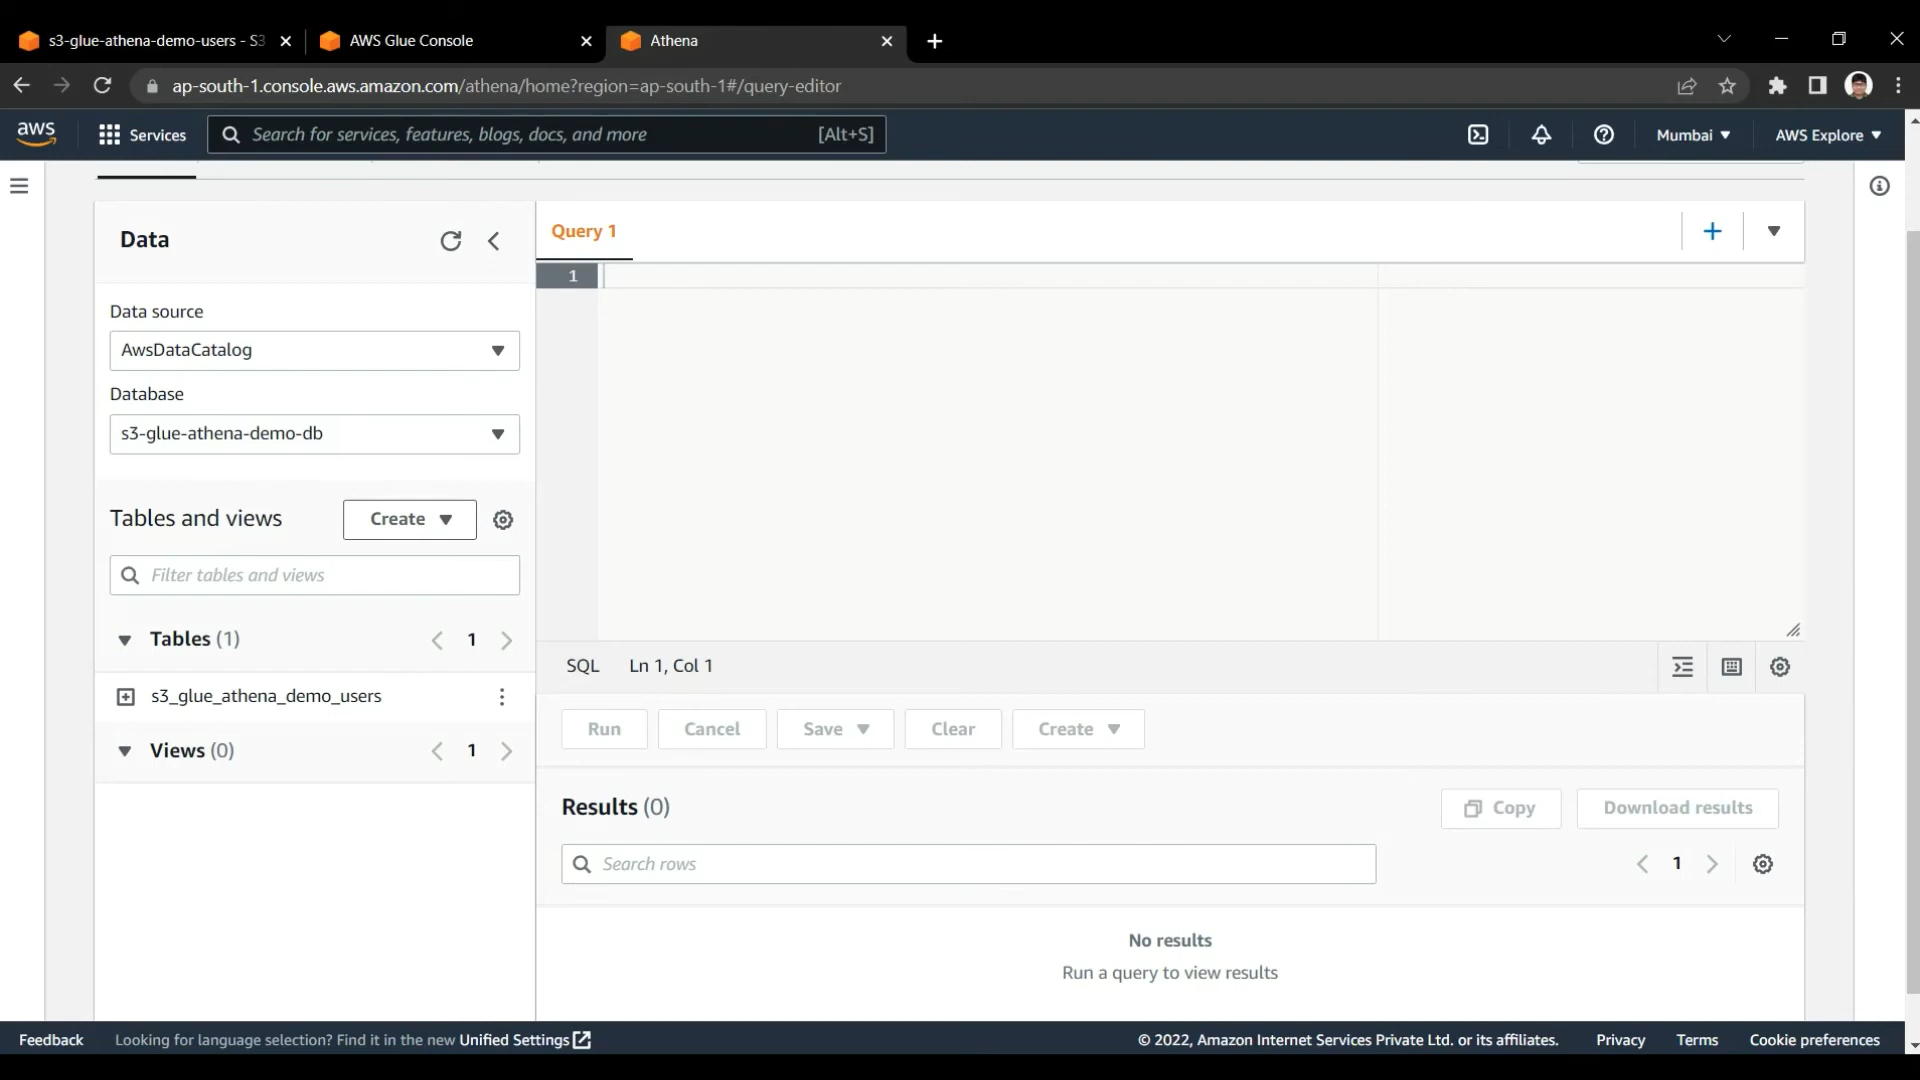 s3-glue-athena-demo-users - S3
AWS Glue Console
Athena
ap-south-1.console.aws.amazon.com/athena/home?region=ap-south-1#/query-editor
aws
Services
Search for services, features, blogs, docs, and more
[Alt+S]
Mumbai
AWS Explore
Data
Query 1
1
Data source
AwsDataCatalog
Database
s3-glue-athena-demo-db
Tables and views
Create
Filter tables and views
Tables (1)
1
SQL
Ln 1, Col 1
s3_glue_athena_demo_users
Run
Cancel
Save
Clear
Create
Views (0)
1
Results (0)
Copy
Download results
Search rows
1
No results
Run a query to view results
Feedback
Looking for language selection? Find it in the new Unified Settings
© 2022, Amazon Internet Services Private Ltd. or its affiliates.
Privacy
Terms
Cookie preferences